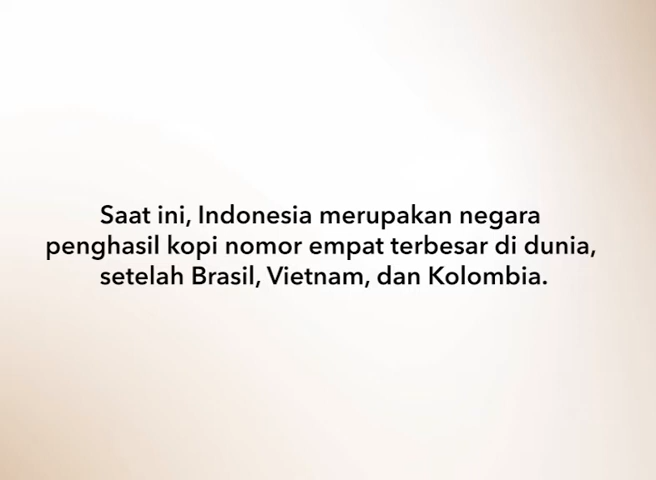 Saat ini, Indonesia merupakan negara
penghasil kopi nomor empat terbesar di dunia,
setelah Brasil, Vietnam, dan Kolombia.